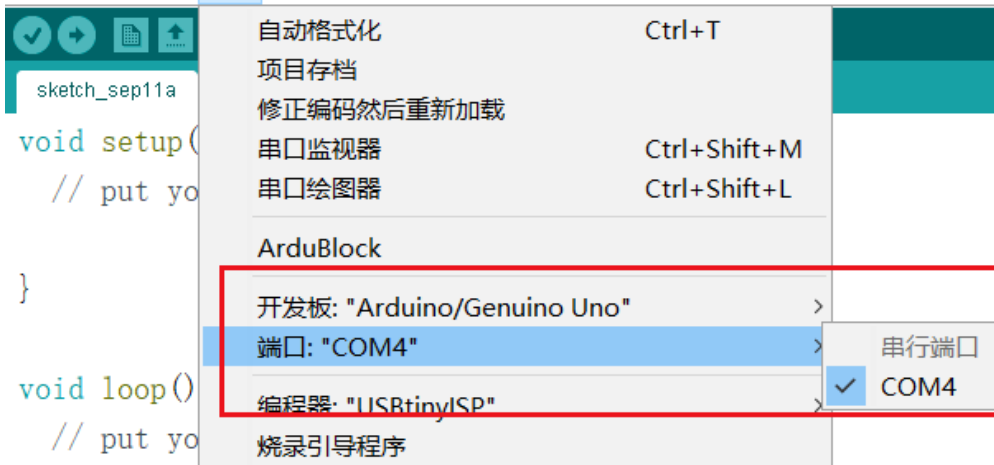 自动格式化 Ctrl+T
项目存档
sketch_sep11a
修正编码然后重新加载
void setup(
串口监视器 Ctrl+Shift+M
// put yo
串口绘图器 Ctrl+Shift+L
ArduBlock
}
开发板: "Arduino/Genuino Uno"
端口: "COM4"
串行端口
COM4
void loop()
编程器: "USBtinyISP"
// put yo
烧录引导程序